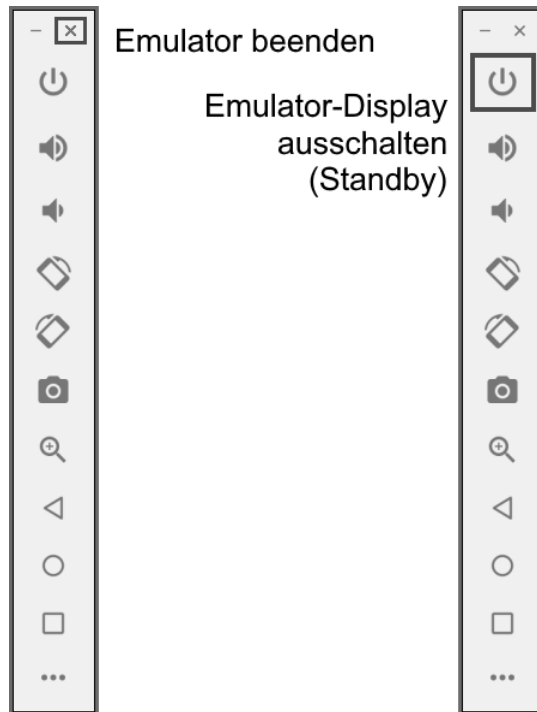 Emulator beenden
Emulator-Display
ausschalten
(Standby)